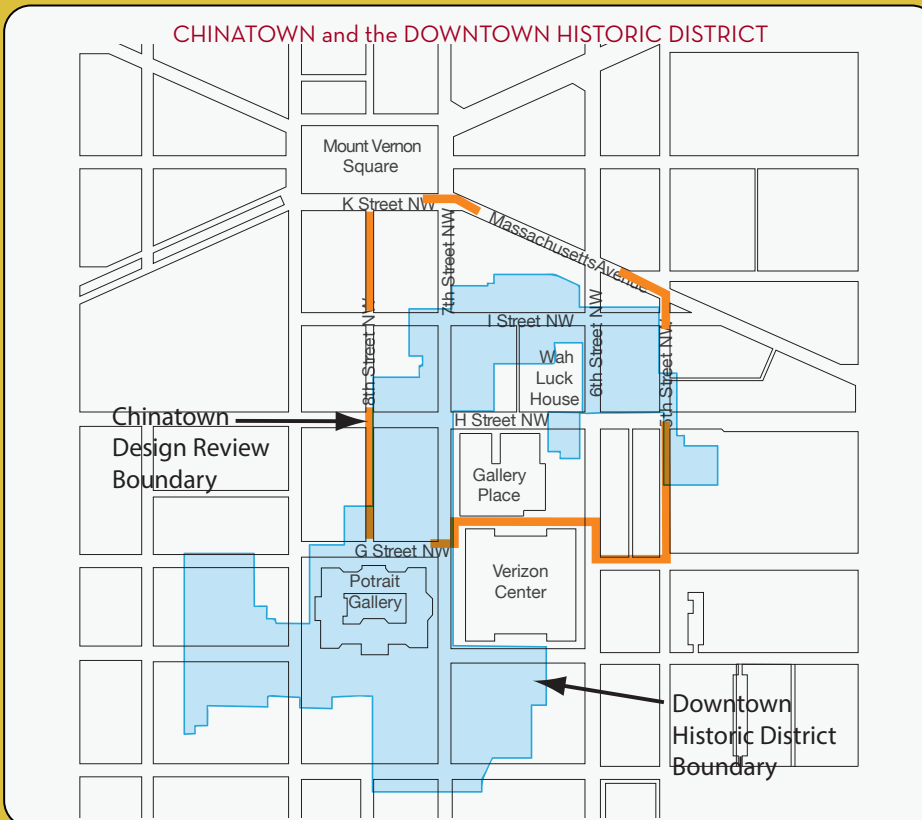 CHINATOWN and the DOWNTOWN HISTORIC DISTRICT
Mount Vernon
Square
K Street NW
Massachusetts Avenue
7th Street NW
8th Street NW
I Street NW
6th Street NW
5th Street NW
Wah
Luck
House
H Street NW
Chinatown
Design Review
Boundary
Gallery
Place
G Street NW
Potrait
Gallery
Verizon
Center
Downtown
Historic District
Boundary